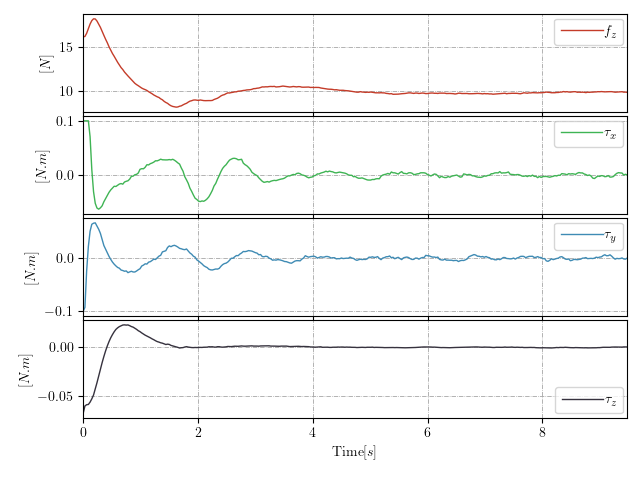 [N]
15
10
f_z
[N.m]
0.1
0.0
τ_x
[N.m]
0.0
−0.1
τ_y
[N.m]
0.00
−0.05
τ_z
0 2 4 6 8
Time[s]